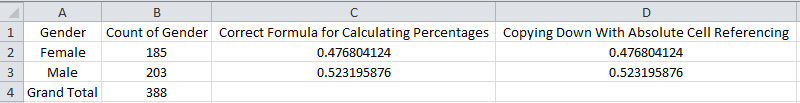 A B C D
1 Gender Count of Gender Correct Formula for Calculating Percentages Copying Down With Absolute Cell Referencing
2 Female 185 0.476804124 0.476804124
3 Male 203 0.523195876 0.523195876
4 Grand Total 388